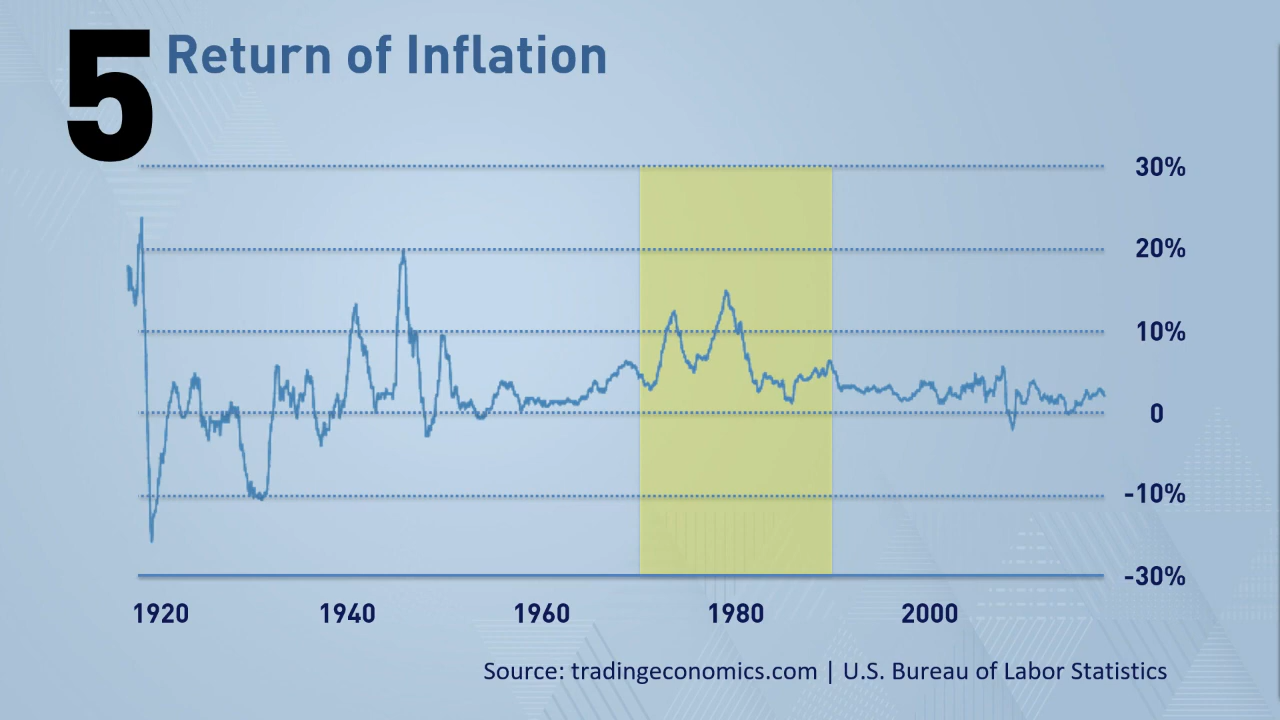 5 Return of Inflation
30%
20%
10%
0
-10%
-30%
1920 1940 1960 1980 2000
Source: tradingeconomics.com | U.S. Bureau of Labor Statistics